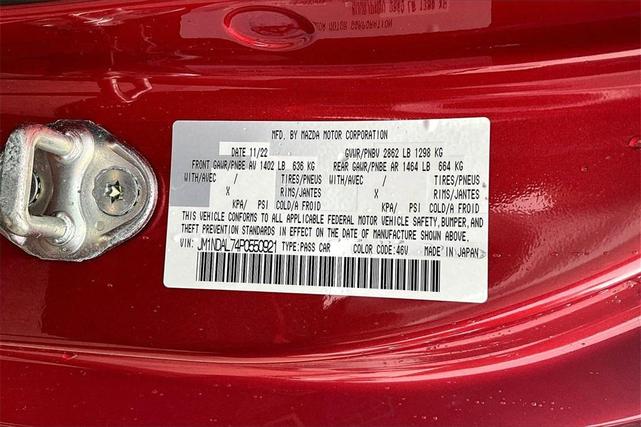 MFD. BY MAZDA MOTOR CORPORATION
DATE 11/22 GVWR/PNBV 2862 LB 1298 KG
FRONT GAWR/PNBE AV 1402 LB 636 KG REAR GAWR/PNBE AR 1464 LB 664 KG
WITH/AVEC / TIRES/PNEUS WITH/AVEC / TIRES/PNEUS
X RIMS/JANTES X RIMS/JANTES
KPA/ PSI COLD/A FROID KPA/ PSI COLD/A FROID
THIS VEHICLE CONFORMS TO ALL APPLICABLE FEDERAL MOTOR VEHICLE SAFETY, BUMPER, AND
THEFT PREVENTION STANDARDS IN EFFECT ON THE DATE OF MANUFACTURE SHOWN ABOVE.
VIN: JM1NDAL74P0550921 TYPE:PASS CAR COLOR CODE:46V MADE IN JAPAN